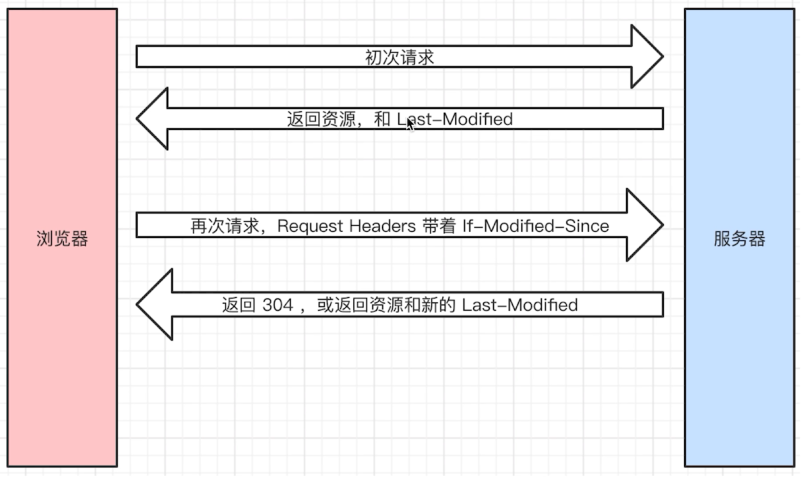 初次请求
返回资源，和 Last-Modified
浏览器
再次请求，Request Headers 带着 If-Modified-Since
服务器
返回 304 ，或返回资源和新的 Last-Modified